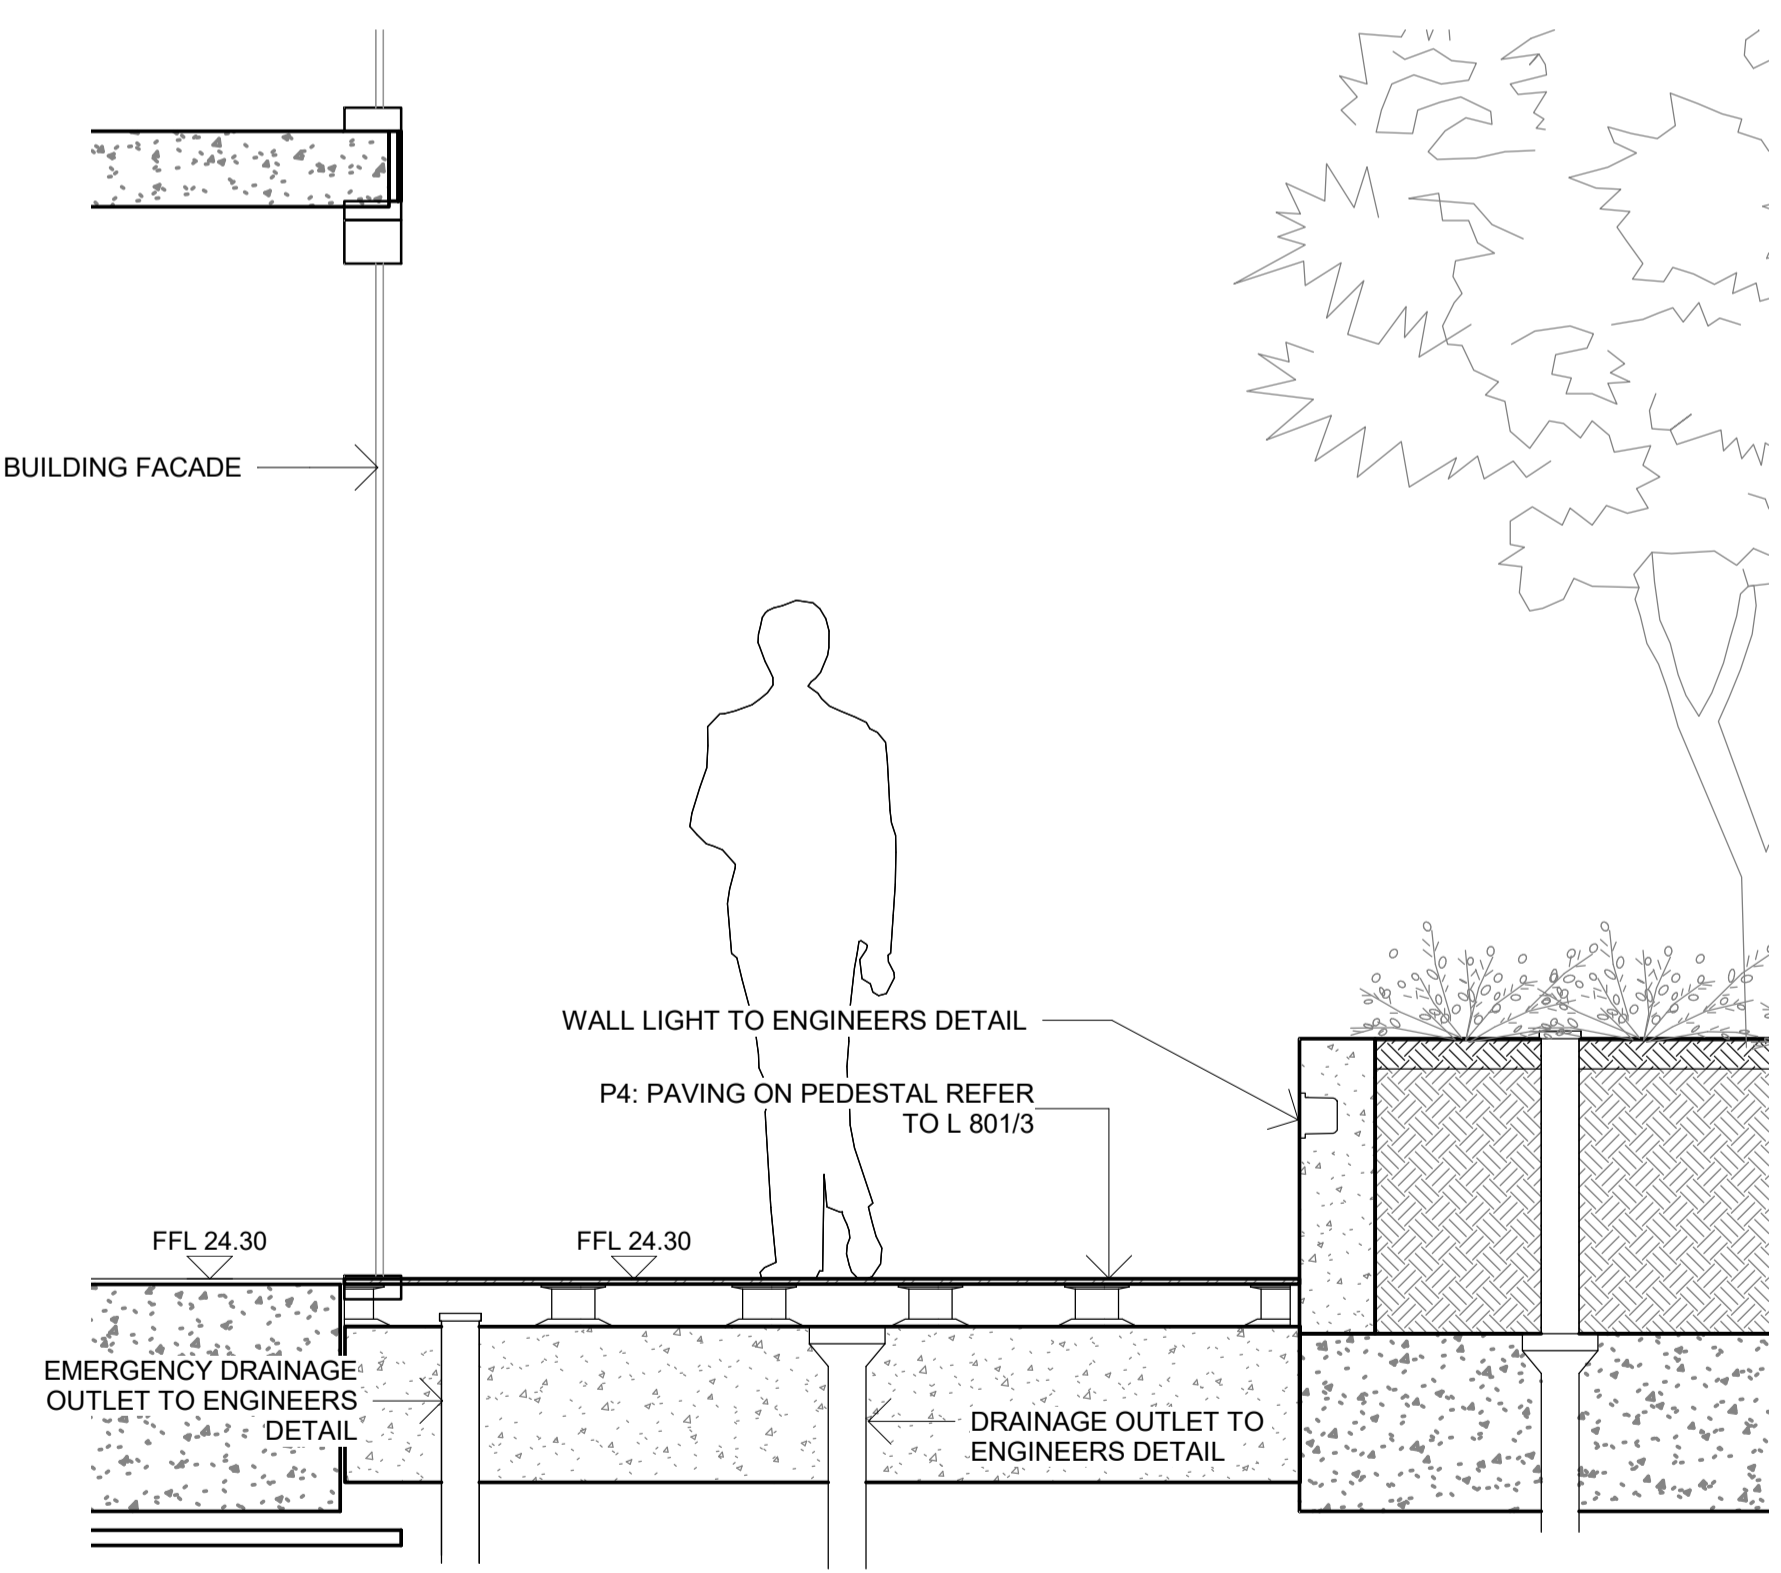 BUILDING FACADE
WALL LIGHT TO ENGINEERS DETAIL
P4: PAVING ON PEDESTAL REFER
TO L 801/3
FFL 24.30
FFL 24.30
EMERGENCY DRAINAGE
OUTLET TO ENGINEERS
DETAIL
DRAINAGE OUTLET TO
ENGINEERS DETAIL